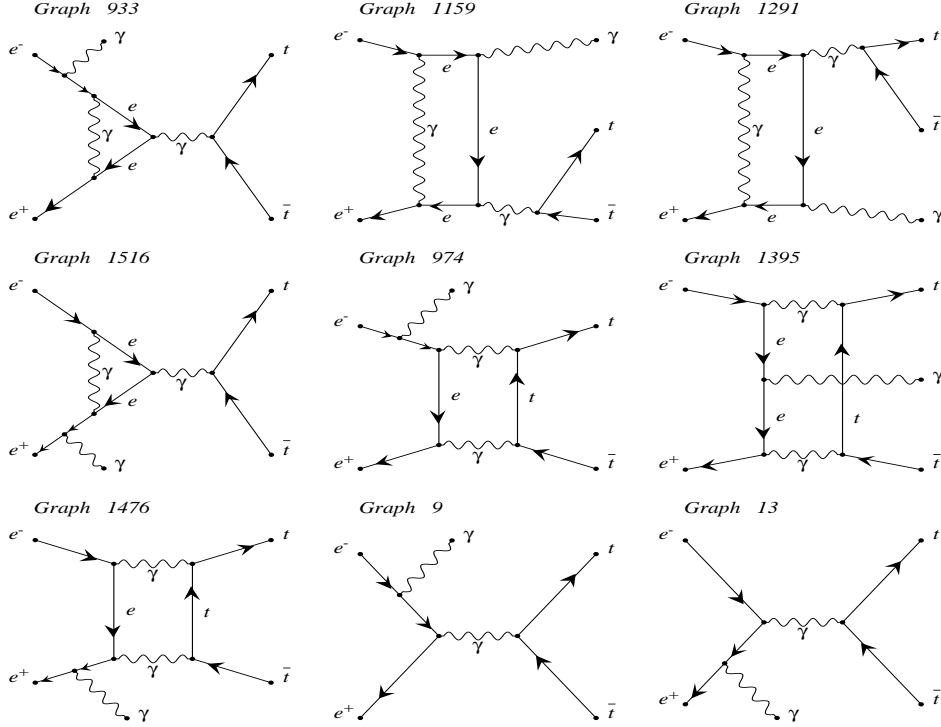 Graph 933
e- γ t
e
γ γ
e
e+ t̄
Graph 1159
e- γ
e
γ e t
e γ
e+ t̄
Graph 1291
e- γ t
e
γ e t̄
e
e+ γ
Graph 1516
e- t
e
γ γ
e
e+ t̄
γ
Graph 974
γ
e- t
γ
e t
γ
e+ t̄
Graph 1395
e- t
γ
e
γ
e t
γ
e+ t̄
Graph 1476
e- t
γ
e t
γ
e+ t̄
γ
Graph 9
e- γ t
γ
e+ t̄
Graph 13
e- t
γ
e+ t̄
γ